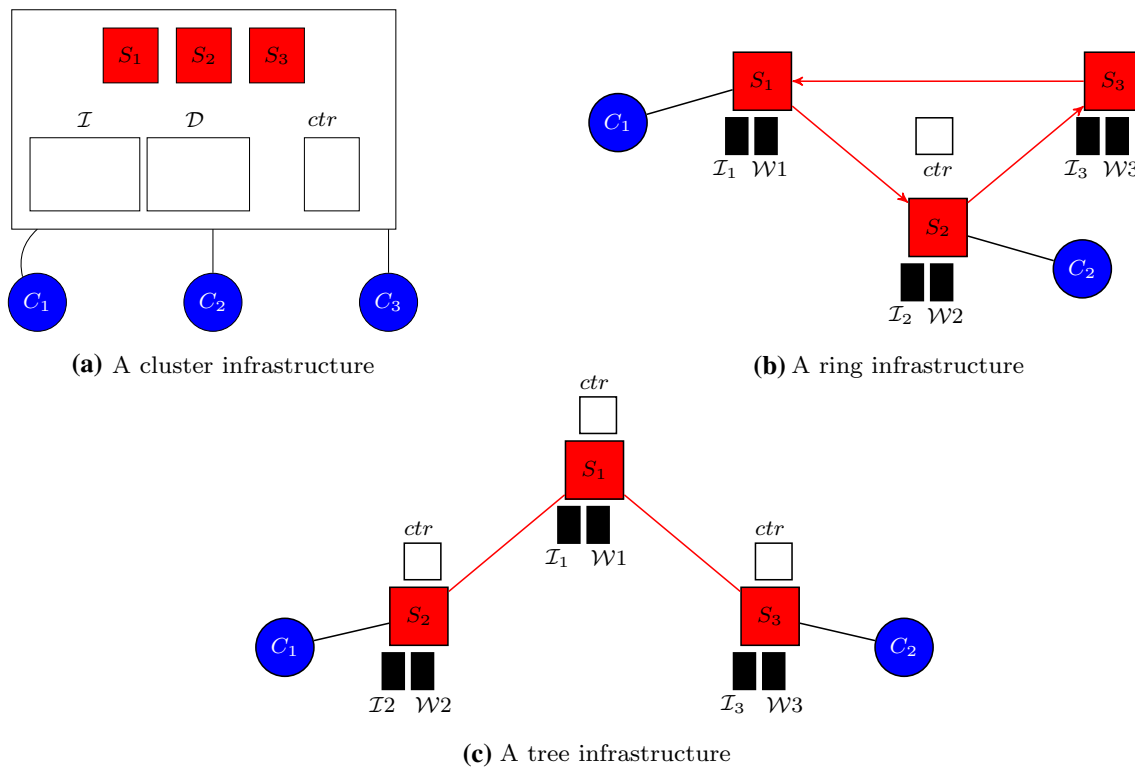 S₁ S₂ S₃
ℐ 𝒟 ctr
C₁ C₂ C₃
(a) A cluster infrastructure
S₁ S₃
C₁
ℐ₁ 𝒲1 ctr ℐ₃ 𝒲3
S₂
C₂
ℐ₂ 𝒲2
(b) A ring infrastructure
ctr
S₁
ℐ₁ 𝒲1
ctr ctr
S₂ S₃
C₁ C₂
ℐ2 𝒲2 ℐ₃ 𝒲3
(c) A tree infrastructure